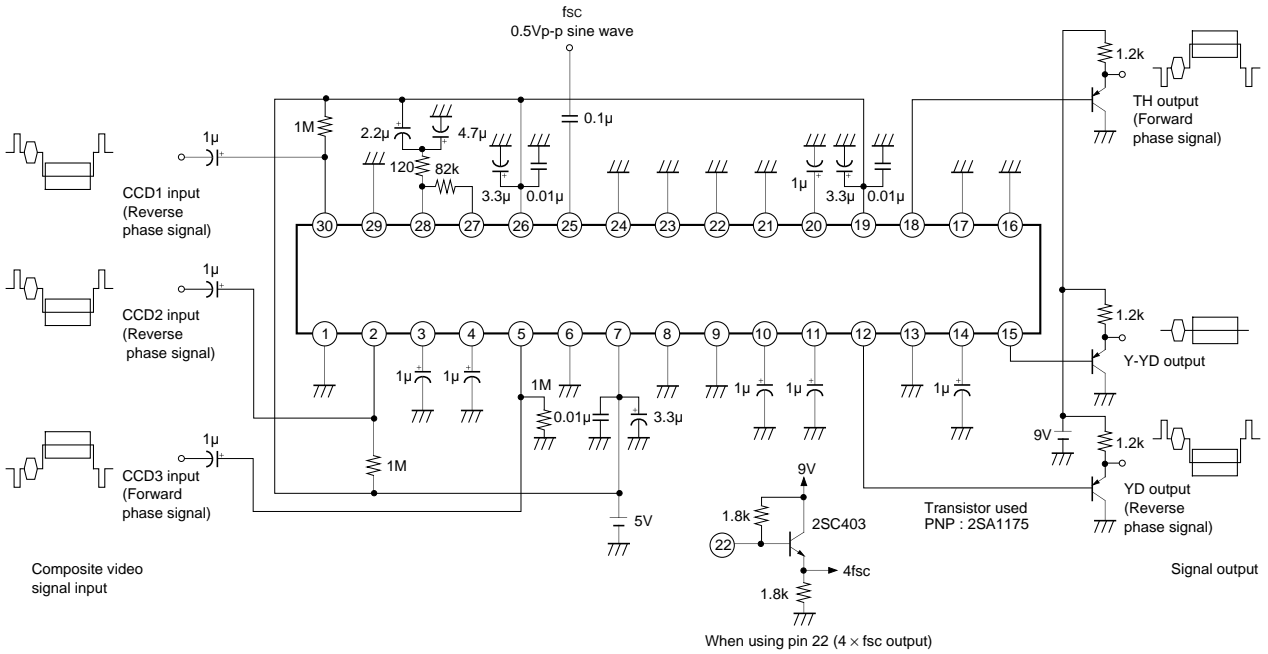 fsc
0.5Vp-p sine wave
1.2k
TH output
(Forward
phase signal)
1µ
1M
2.2µ
4.7µ
0.1µ
120
82k
3.3µ
0.01µ
1µ
3.3µ
0.01µ
CCD1 input
(Reverse
phase signal)
30
29
28
27
26
25
24
23
22
21
20
19
18
17
16
1µ
CCD2 input
(Reverse
phase signal)
1
2
3
4
5
6
7
8
9
10
11
12
13
14
15
1.2k
Y-YD output
1µ
1µ
1M
0.01µ
3.3µ
1µ
1µ
1µ
1µ
CCD3 input
(Forward
phase signal)
1M
9V
1.2k
YD output
(Reverse
phase signal)
5V
9V
1.8k
2SC403
22
4fsc
1.8k
Transistor used
PNP : 2SA1175
Composite video
signal input
Signal output
When using pin 22 (4 × fsc output)